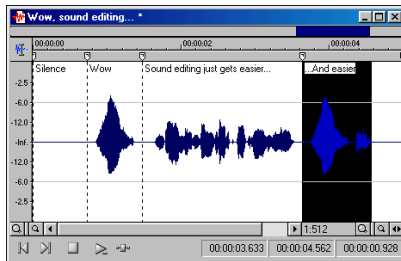 Wow, sound editing... *
00:00:00 00:00:02 00:00:04
Silence Wow Sound editing just gets easier... ...And easier
-2.5
-6.0
-12.0
-Inf.
-12.0
-6.0
-2.5
1:512
00:00:03.633 00:00:04.562 00:00:00.928